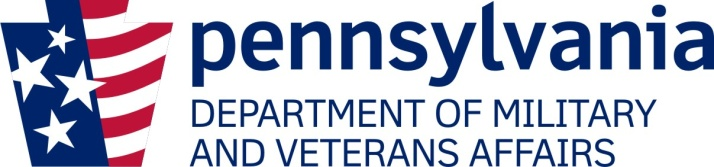 pennsylvania
DEPARTMENT OF MILITARY
AND VETERANS AFFAIRS